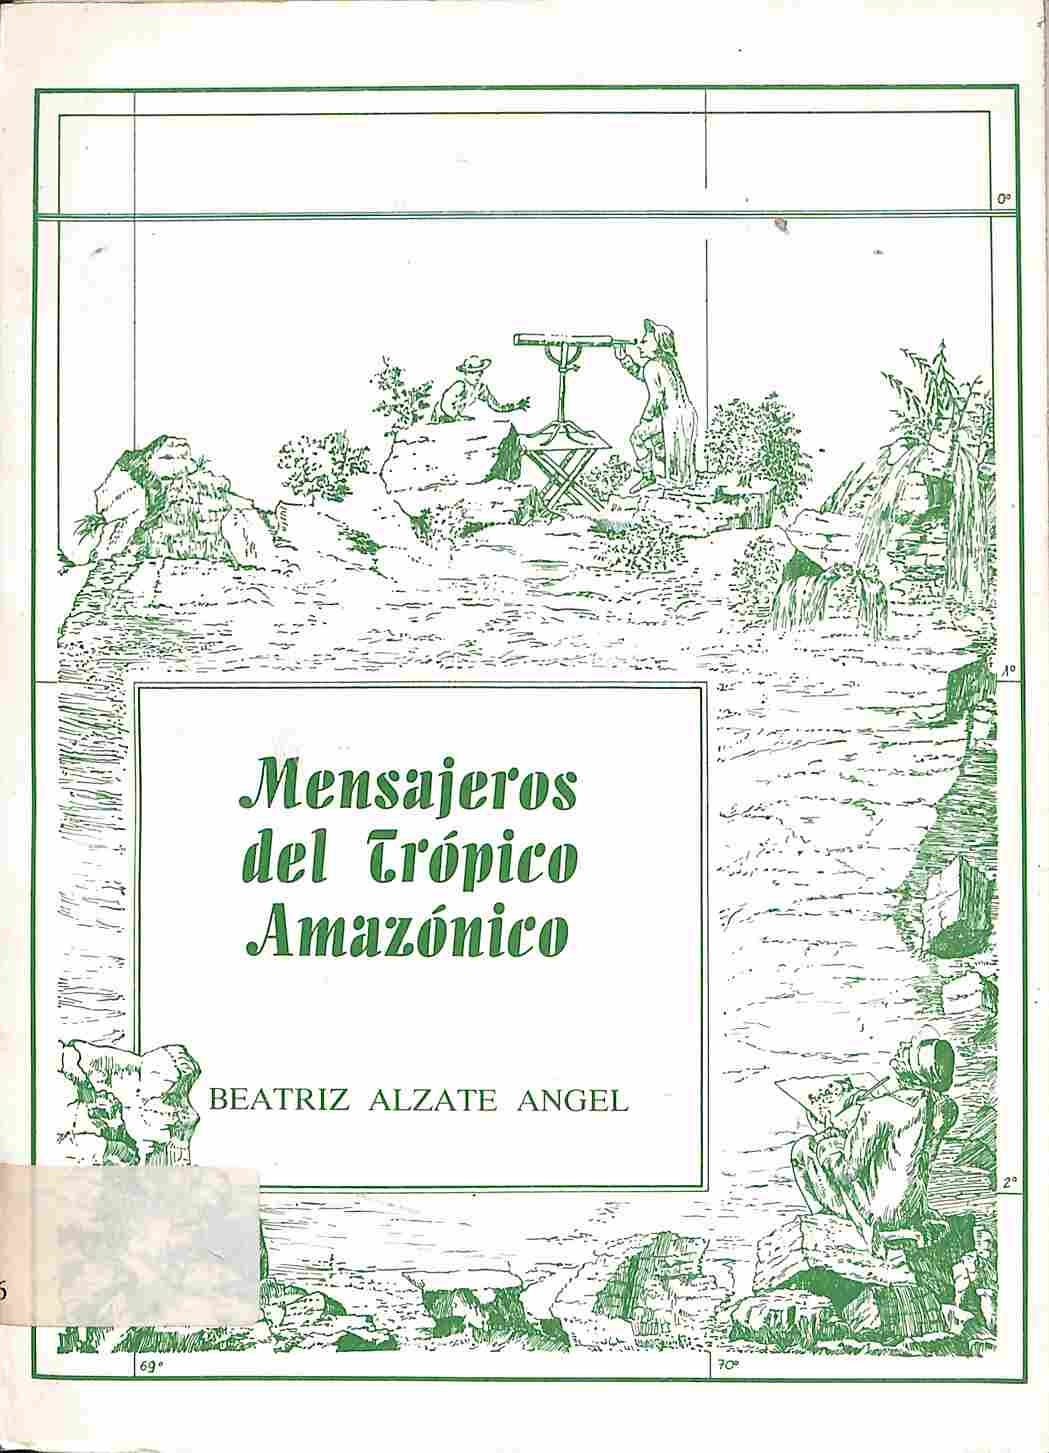 0°
1°
Mensajeros
del Trópico
Amazónico
BEATRIZ ALZATE ANGEL
2°
69°
70°